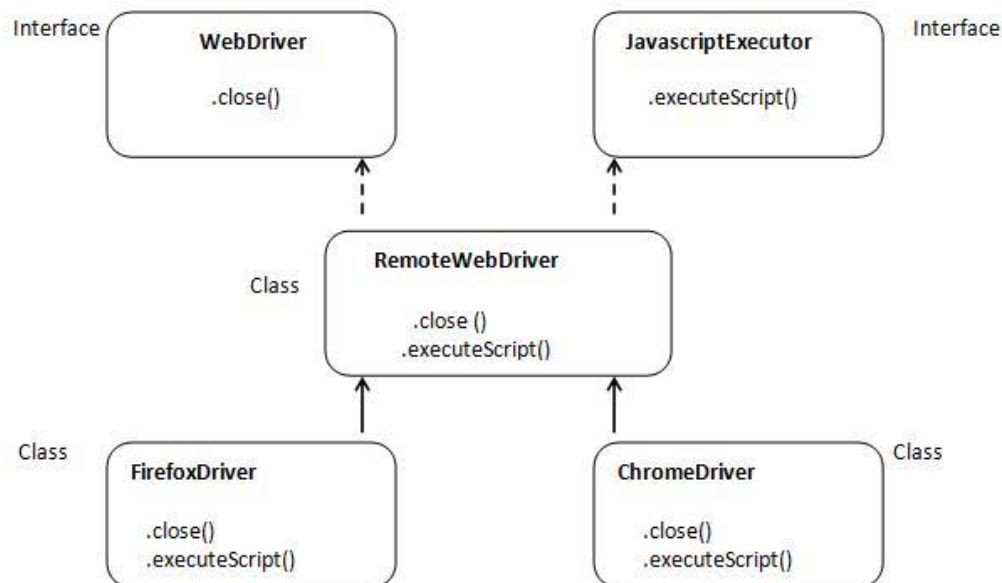 Interface
WebDriver
.close()
JavascriptExecutor
.executeScript()
Interface
Class
RemoteWebDriver
.close ()
.executeScript()
Class
FirefoxDriver
.close()
.executeScript()
ChromeDriver
.close()
.executeScript()
Class